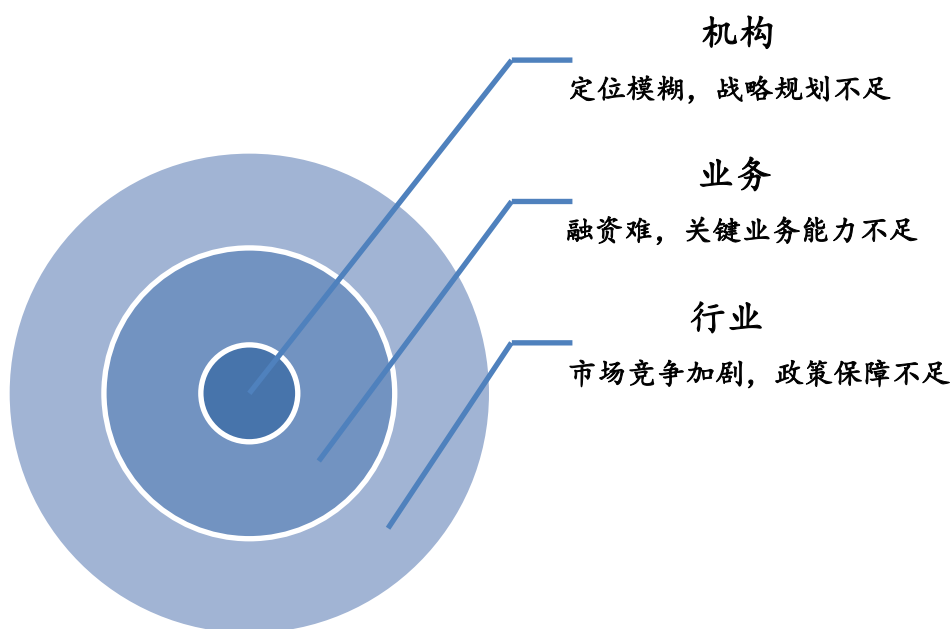 机构
定位模糊，战略规划不足
业务
融资难，关键业务能力不足
行业
市场竞争加剧，政策保障不足